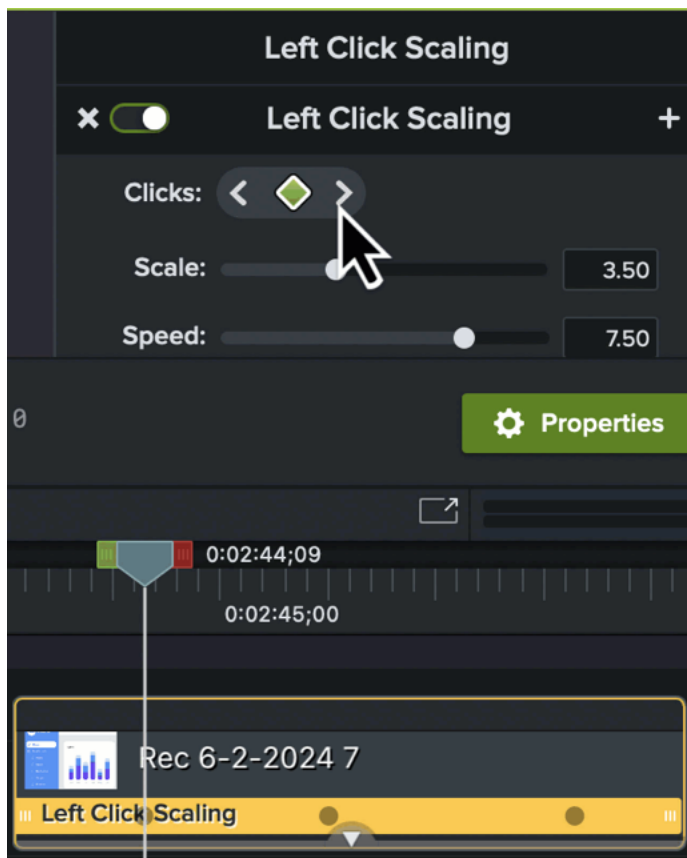 Left Click Scaling
Left Click Scaling
Clicks:
Scale: 3.50
Speed: 7.50
0
Properties
0:02:44;09
0:02:45;00
Rec 6-2-2024 7
Left Click Scaling